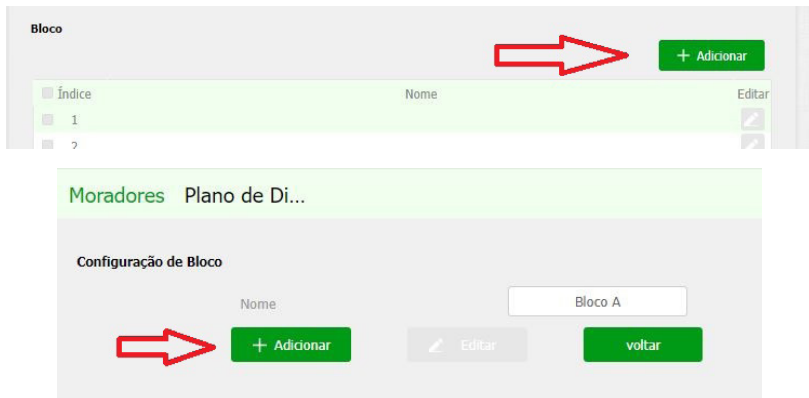 Bloco
+ Adicionar
Índice Nome Editar
1
2
Moradores Plano de Di...
Configuração de Bloco
Nome Bloco A
+ Adicionar Editar voltar